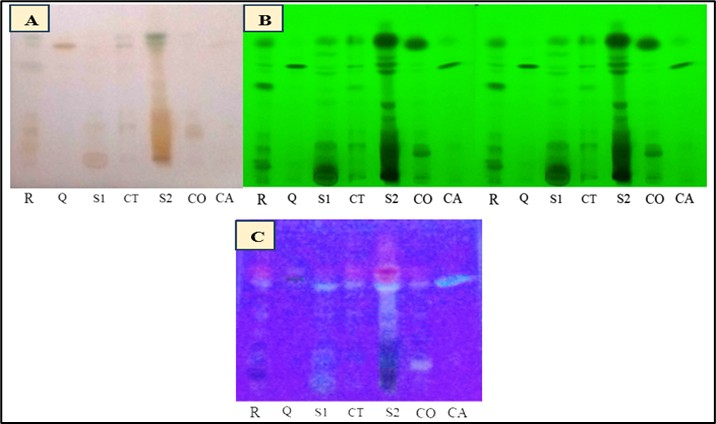 A
B
R Q S1 CT S2 CO CA
R Q S1 CT S2 CO CA R Q S1 CT S2 CO CA
C
R Q S1 CT S2 CO CA